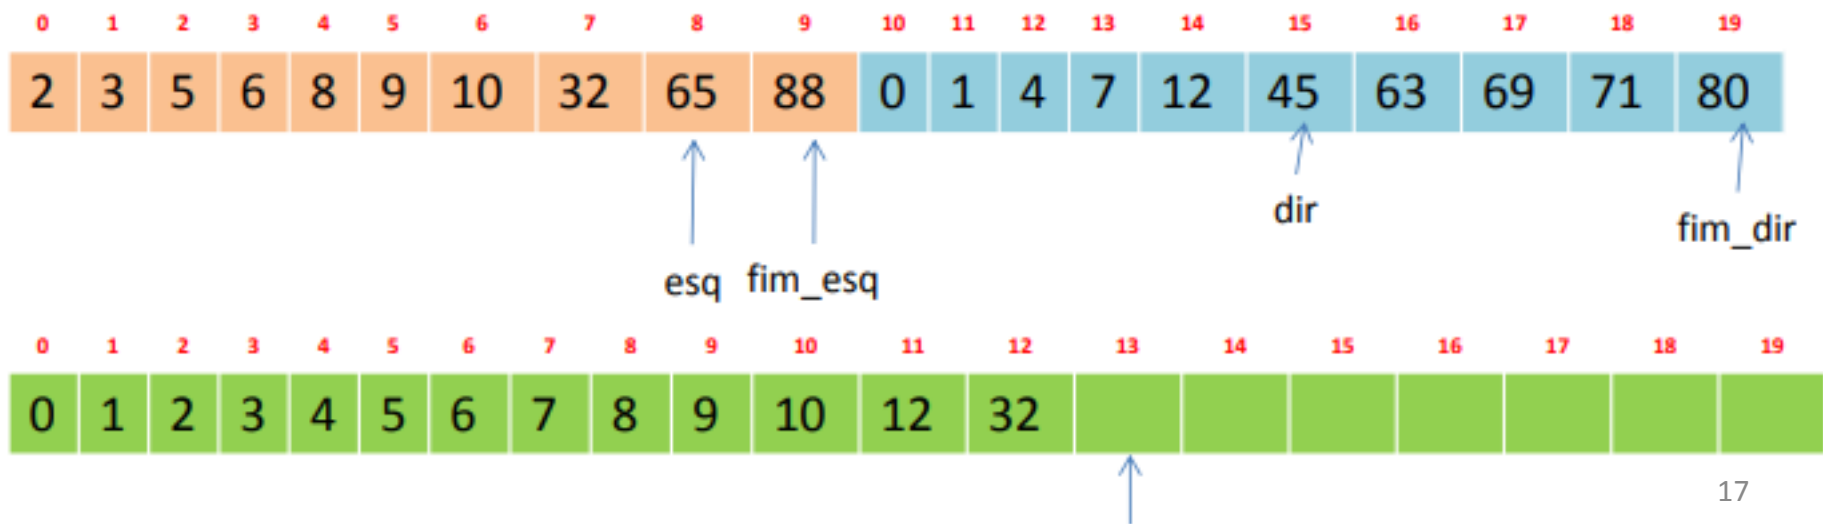 0 1 2 3 4 5 6 7 8 9 10 11 12 13 14 15 16 17 18 19
2 3 5 6 8 9 10 32 65 88 0 1 4 7 12 45 63 69 71 80
dir
fim_dir
esq fim_esq
0 1 2 3 4 5 6 7 8 9 10 11 12 13 14 15 16 17 18 19
0 1 2 3 4 5 6 7 8 9 10 12 32
17